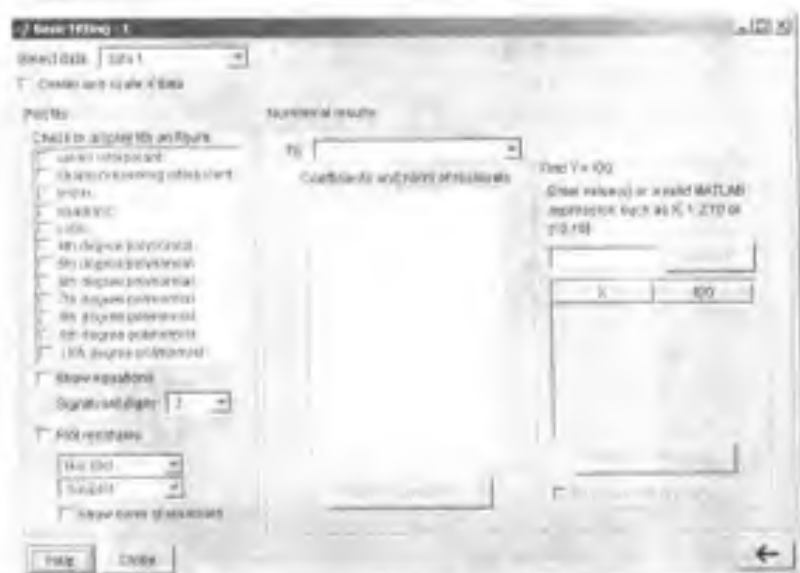 Basic Fitting - 1
Select data: data 1
Center and scale X data
Plot fits
Check to display fits on figure
spline interpolant
shape-preserving interpolant
linear
quadratic
cubic
4th degree polynomial
5th degree polynomial
6th degree polynomial
7th degree polynomial
8th degree polynomial
9th degree polynomial
10th degree polynomial
Show equations
Significant digits: 2
Plot residuals
Bar plot
Subplot
Show norm of residuals
Help
Close
Numerical results
Fit:
Coefficients and norm of residuals
Find Y = f(X)
Enter value(s) or a valid MATLAB
expression such as X, 1:2:10 or
[10,15]
X f(X)